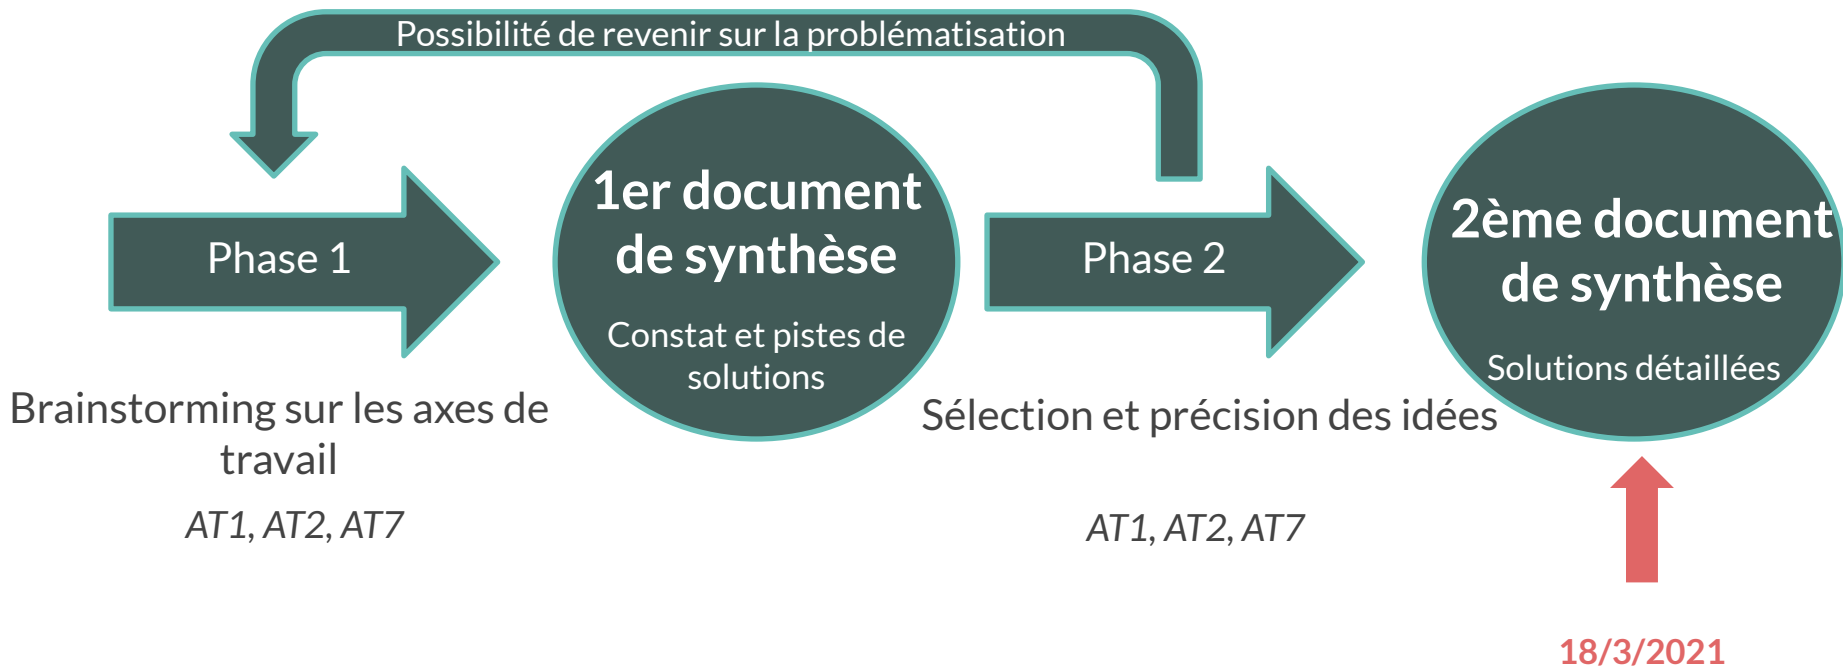 Possibilité de revenir sur la problématisation
Phase 1
1er document
de synthèse
Constat et pistes de
solutions
Phase 2
2ème document
de synthèse
Solutions détaillées
Brainstorming sur les axes de
travail
AT1, AT2, AT7
Sélection et précision des idées
AT1, AT2, AT7
18/3/2021